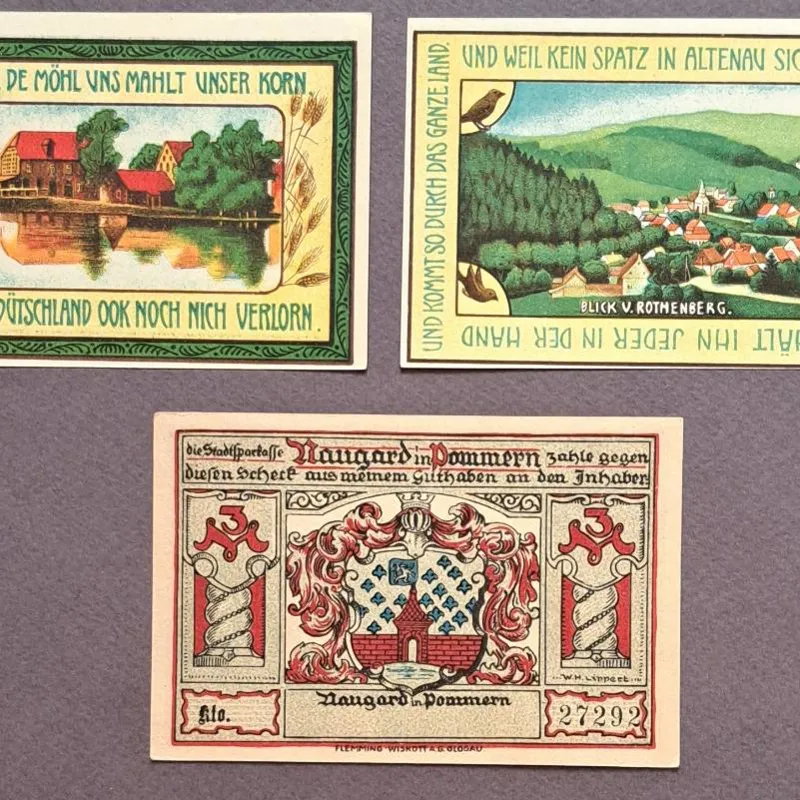 DE MÖHL UNS MAHLT UNSER KORN,
DÜTSCHLAND OOK NOCH NICH VERLORN.
UND KOMMT SO DURCH DAS GANZE LAND.
UND WEIL KEIN SPATZ IN ALTENAU SIC
BLICK V. ROTHENBERG.
HÄLT IHN JEDER IN DER HAND
die Stadtsparkasse Naugard in Pommern zahle gegen
diesen Scheck aus meinem Guthaben an den Inhaber
3 M
3 M
W.H. Lippert
Naugard in Pommern
No.
27292
FLEMMING-WISKOTT A.G. GLOGAU